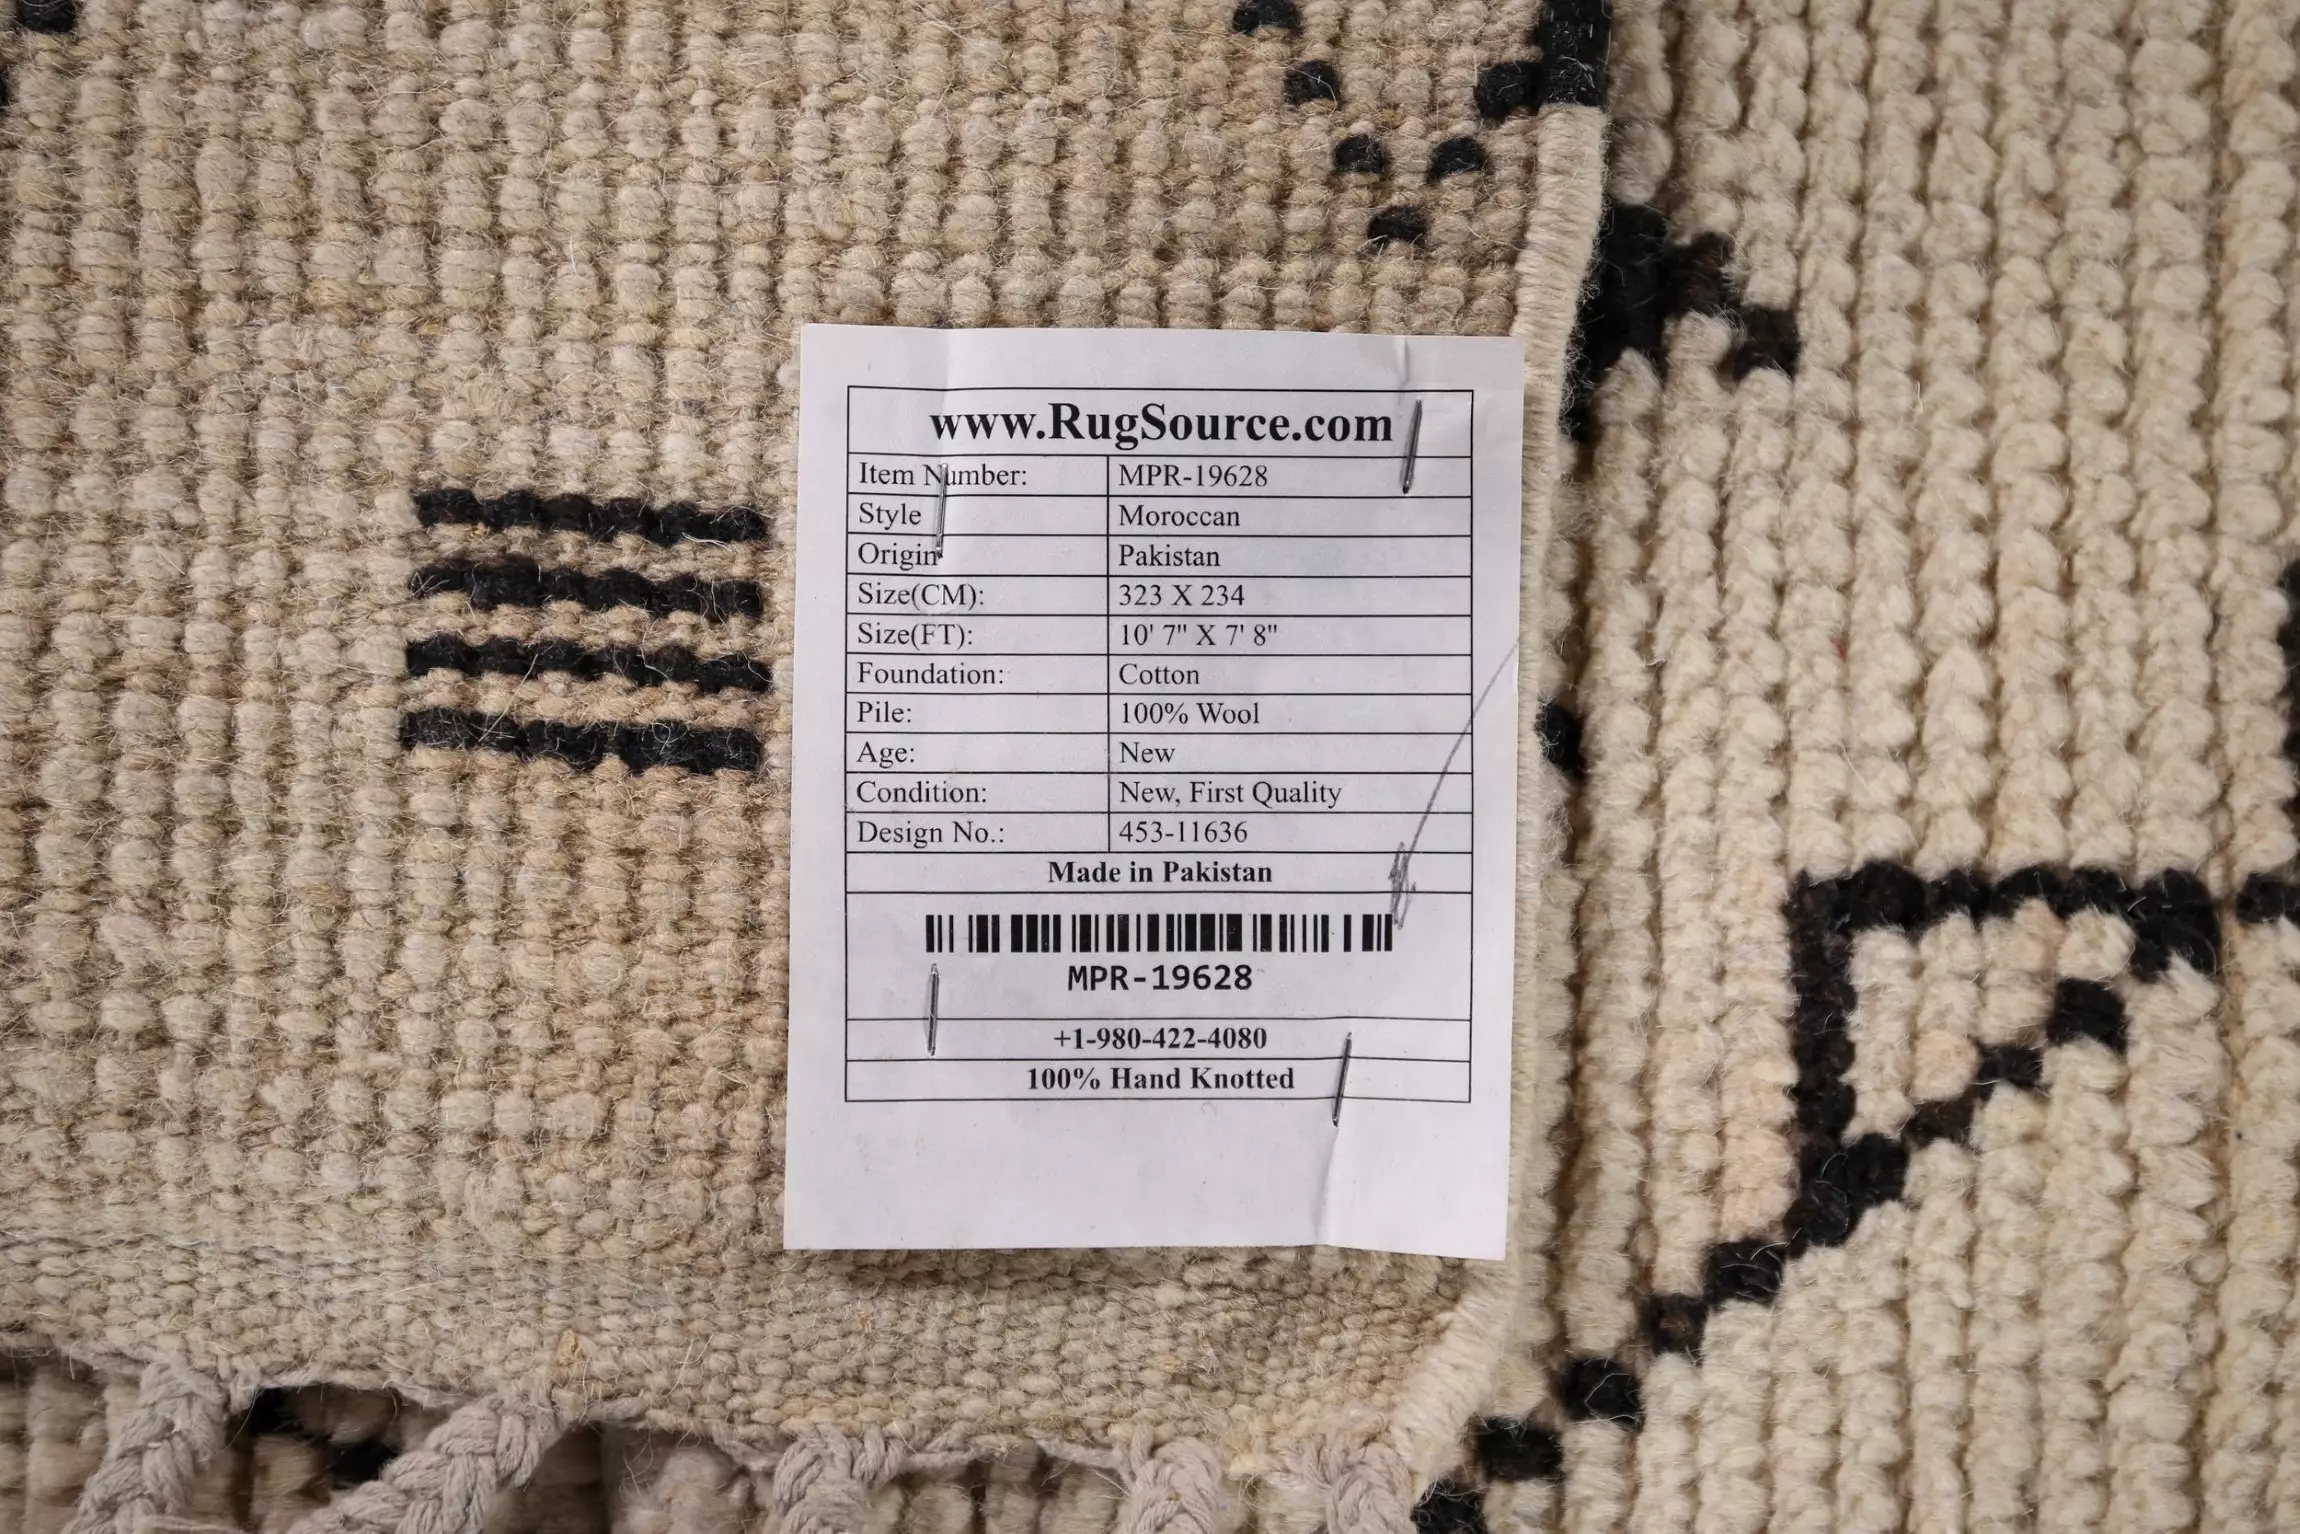 www.RugSource.com
Item Number: MPR-19628
Style Moroccan
Origin Pakistan
Size(CM): 323 X 234
Size(FT): 10' 7" X 7' 8"
Foundation: Cotton
Pile: 100% Wool
Age: New
Condition: New, First Quality
Design No.: 453-11636
Made in Pakistan
MPR-19628
+1-980-422-4080
100% Hand Knotted